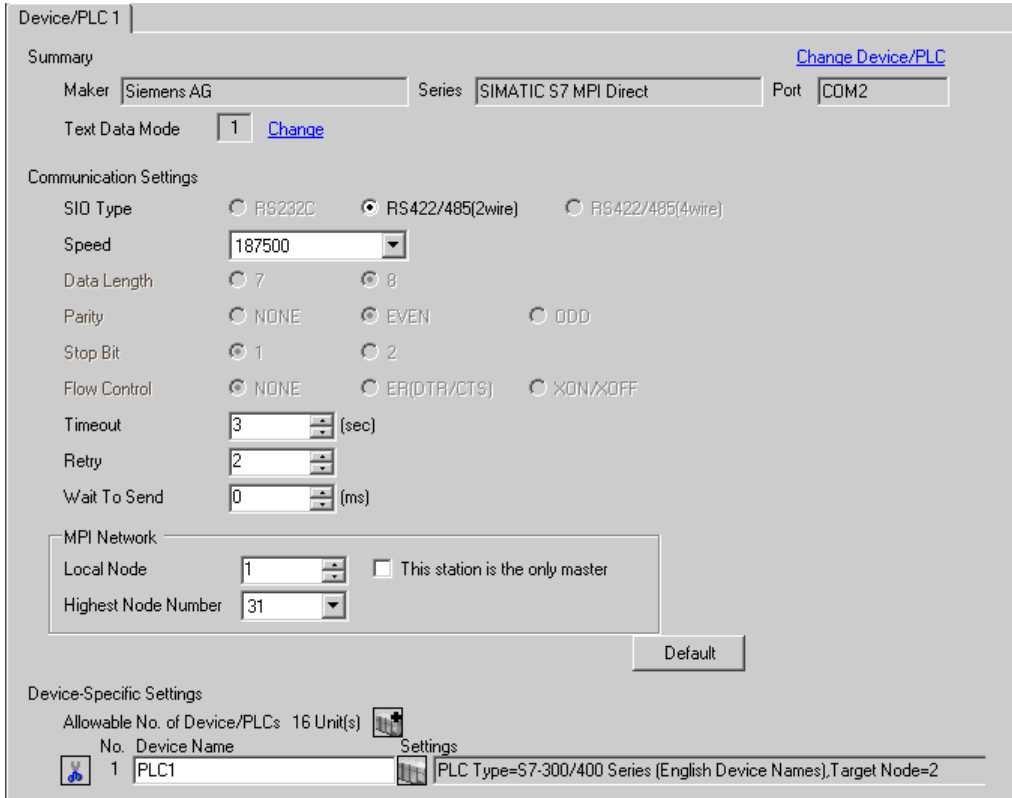 Device/PLC 1
Summary Change Device/PLC
Maker Siemens AG Series SIMATIC S7 MPI Direct Port COM2
Text Data Mode 1 Change
Communication Settings
SIO Type RS232C RS422/485(2wire) RS422/485(4wire)
Speed 187500
Data Length 7 8
Parity NONE EVEN ODD
Stop Bit 1 2
Flow Control NONE ER(DTR/CTS) XON/XOFF
Timeout 3 (sec)
Retry 2
Wait To Send 0 (ms)
MPI Network
Local Node 1 This station is the only master
Highest Node Number 31
Default
Device-Specific Settings
Allowable No. of Device/PLCs 16 Unit(s)
No. Device Name Settings
1 PLC1 PLC Type=S7-300/400 Series (English Device Names),Target Node=2